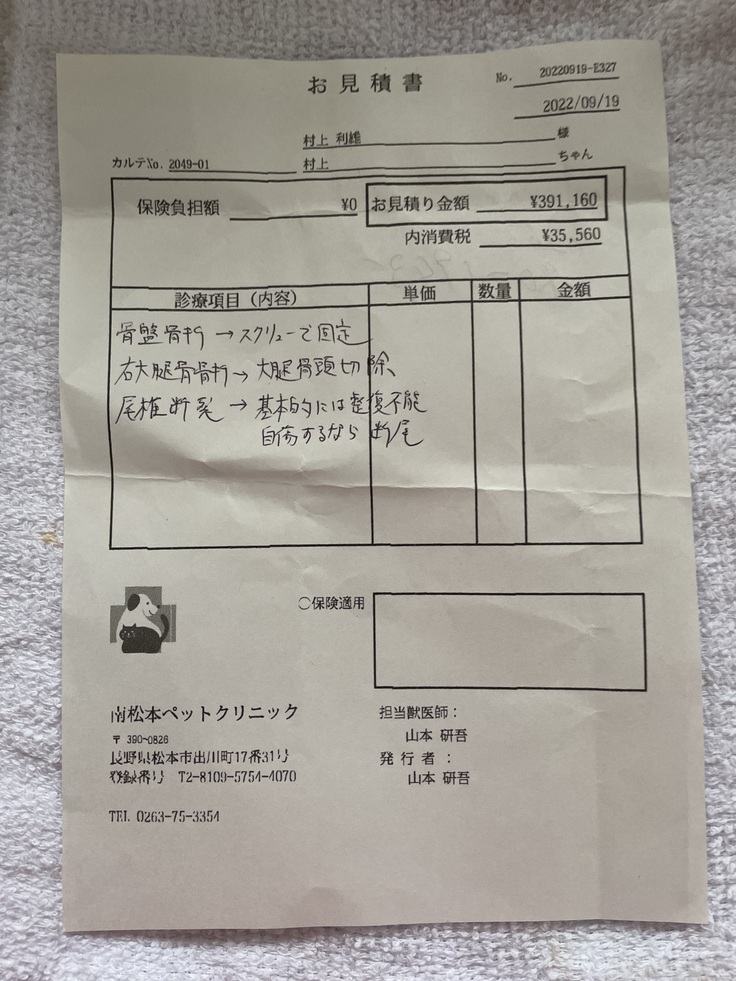 お見積書
No. 20220919-E327
2022/09/19
村上 利雄 様
カルテNo. 2049-01 村上 ちゃん
保険負担額 ¥0 お見積り金額 ¥391,160
内消費税 ¥35,560
診療項目（内容） 単価 数量 金額
骨盤骨折 → スクリューで固定
右大腿骨骨折 → 大腿骨頭切除、
尾椎断裂 → 基本的には整復不能
自傷するなら 断尾
〇保険適用
南松本ペットクリニック
〒 390-0826
長野県松本市出川町17番31号
登録番号 T2-8109-5754-4070
TEL 0263-75-3354
担当獣医師：
山本 研吾
発行者：
山本 研吾